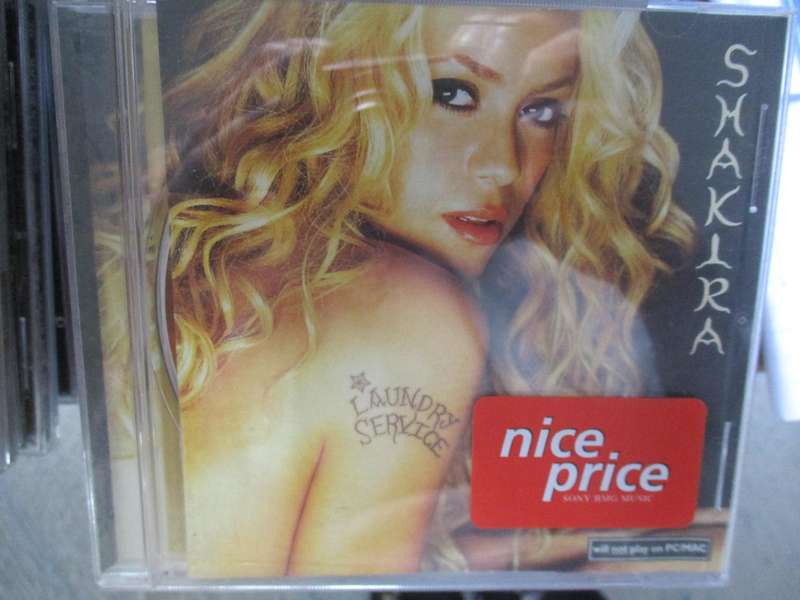 SHAKIRA
LAUNDRY
SERVICE
nice
price
SONY BMG MUSIC
will not play on PC/MAC